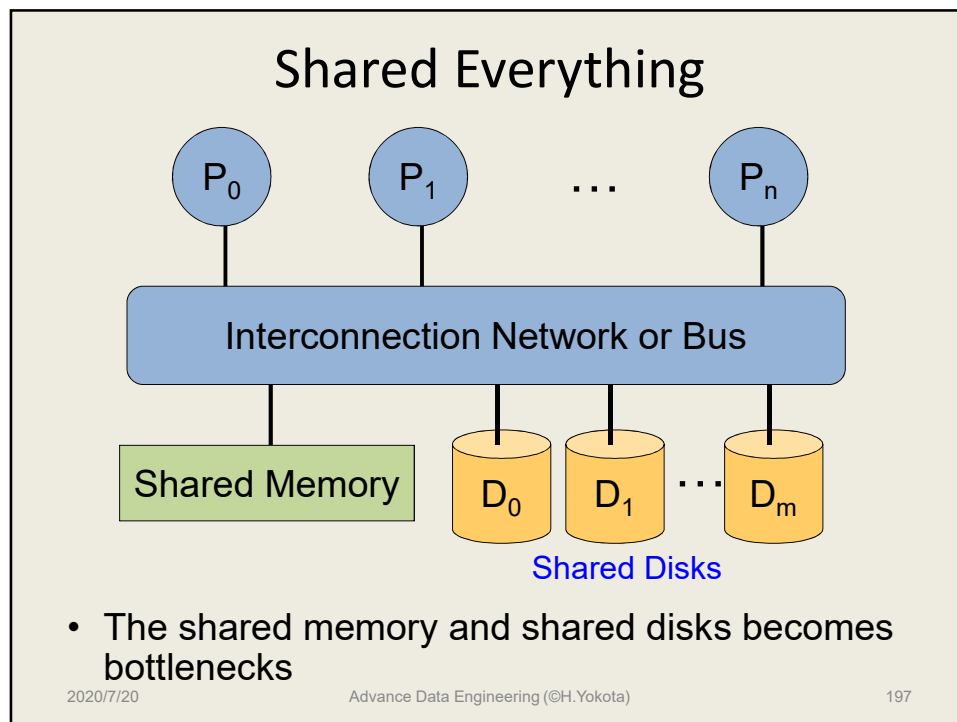 Shared Everything
P0 P1 … Pn
Interconnection Network or Bus
Shared Memory
D0 D1 … Dm
Shared Disks
• The shared memory and shared disks becomes
bottlenecks
2020/7/20 Advance Data Engineering (©H.Yokota) 197